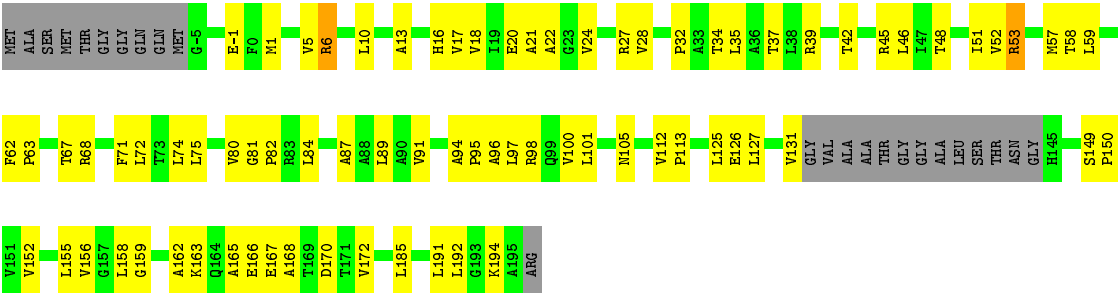 MET ALA SER MET THR GLY GLY GLN GLN MET G-5 E-1 F0 M1 V5 R6 L10 A13 H16 V17 V18 I19 E20 A21 A22 G23 V24 R27 V28 P32 A33 T34 L35 A36 T37 L38 R39 T42 R45 L46 I47 T48 I51 V52 R53 M57 T58 L59
F62 P63 T67 R68 F71 L72 T73 L74 L75 V80 G81 P82 R83 L84 A87 A88 L89 A90 V91 A94 P95 A96 L97 R98 Q99 V100 L101 N105 V112 P113 L125 E126 L127 V131 GLY VAL ALA ALA THR GLY GLY ALA LEU SER THR ASN GLY H145 S149 P150
V151 V152 L155 V156 G157 L158 G159 A162 K163 Q164 A165 E166 E167 A168 T169 D170 T171 V172 L185 L191 L192 G193 K194 A195 ARG